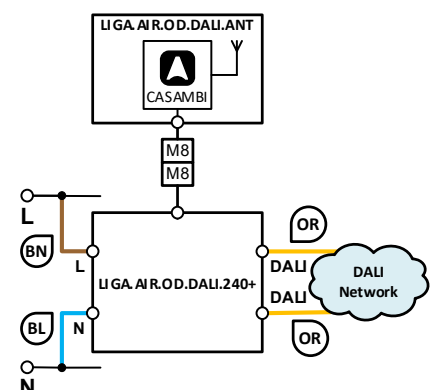 LIGA.AIR.OD.DALI.ANT
CASAMBI
M8
M8
L
BN
L
OR
DALI
DALI
Network
LIGA.AIR.OD.DALI.240+
DALI
BL
N
OR
N